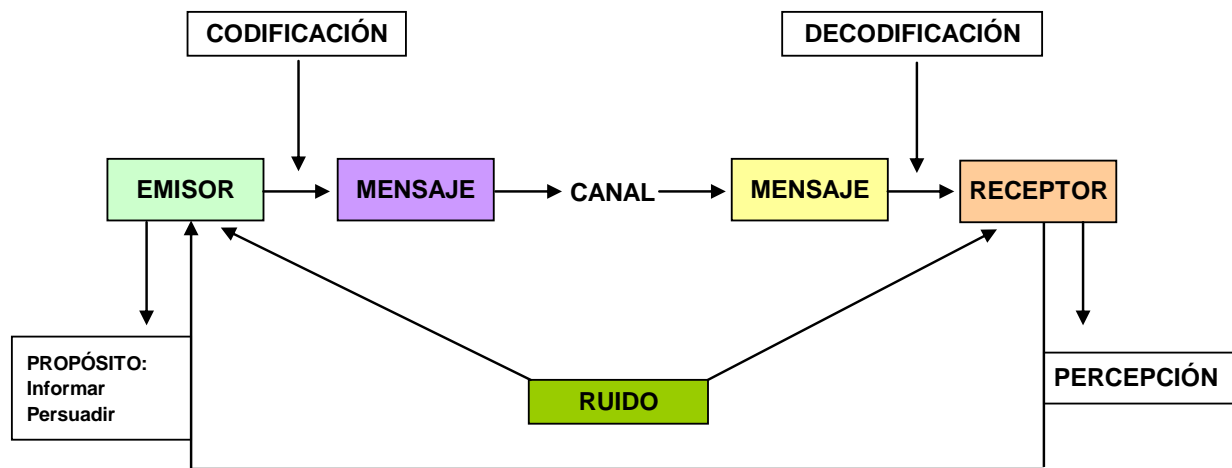 CODIFICACIÓN
DECODIFICACIÓN
EMISOR
MENSAJE
CANAL
MENSAJE
RECEPTOR
PROPÓSITO:
Informar
Persuadir
RUIDO
PERCEPCIÓN